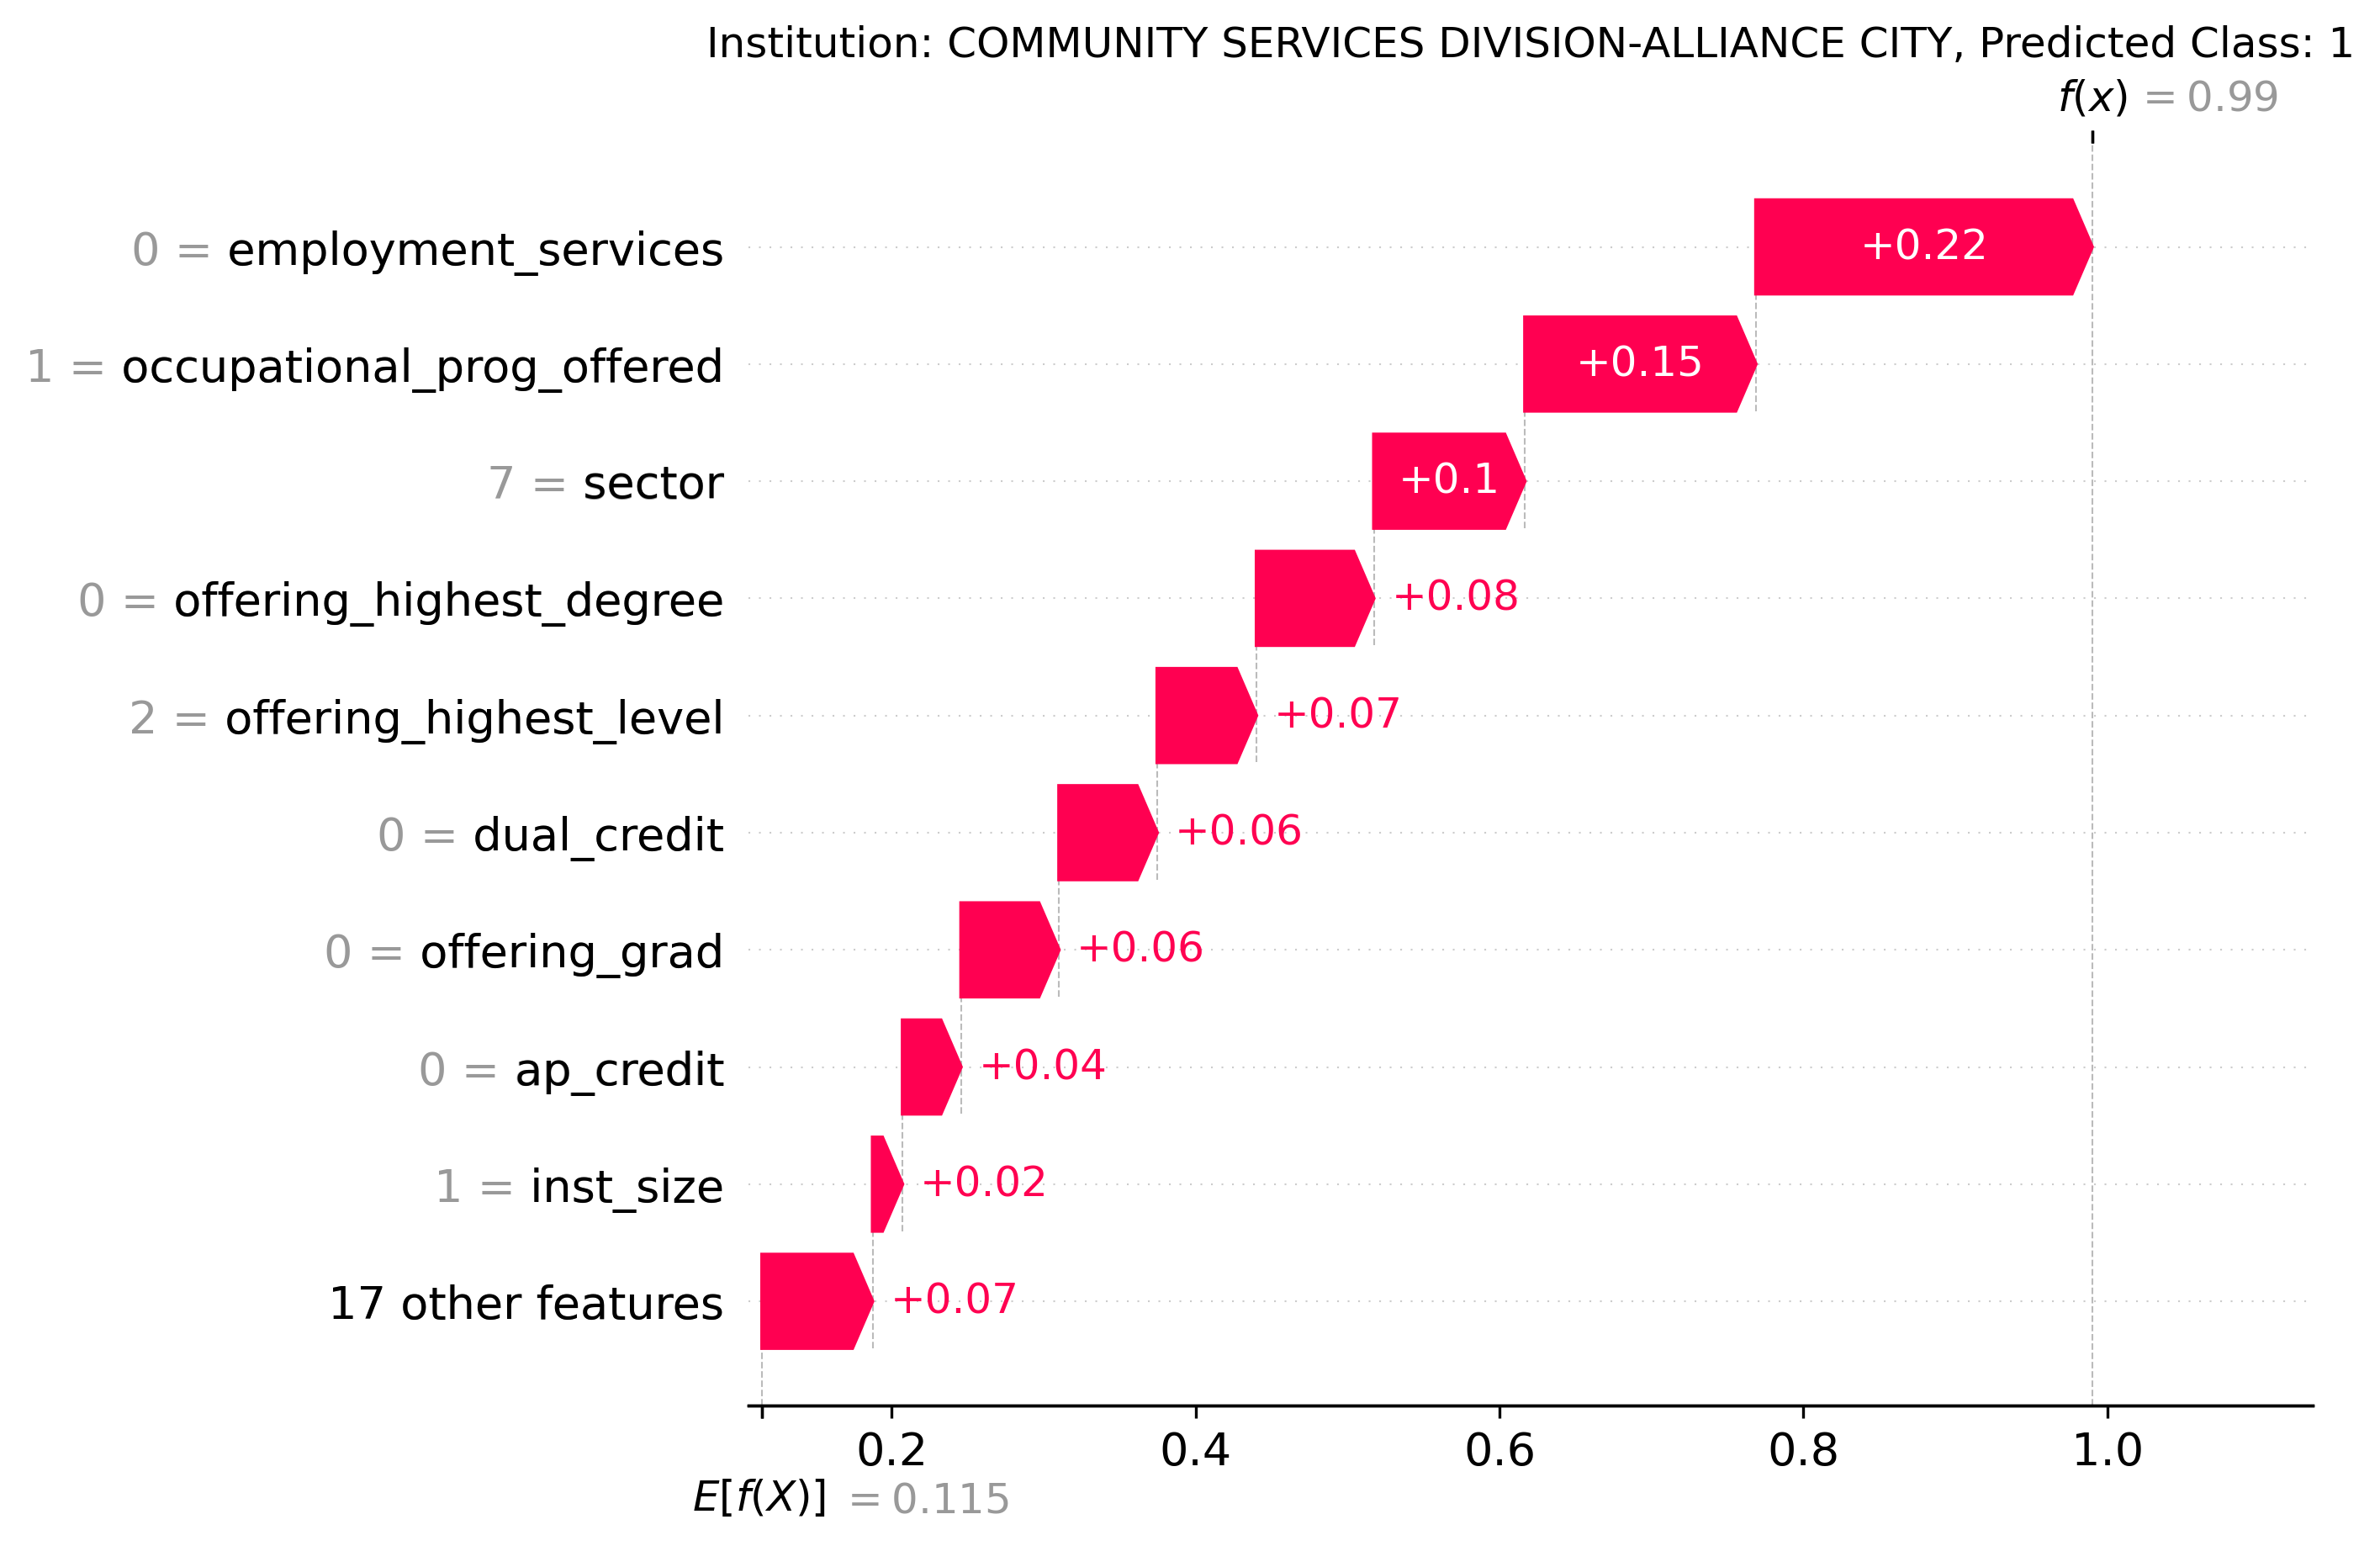 Institution: COMMUNITY SERVICES DIVISION-ALLIANCE CITY, Predicted Class: 1
f(x) = 0.99
0 = employment_services +0.22
1 = occupational_prog_offered +0.15
7 = sector +0.1
0 = offering_highest_degree +0.08
2 = offering_highest_level +0.07
0 = dual_credit +0.06
0 = offering_grad +0.06
0 = ap_credit +0.04
1 = inst_size +0.02
17 other features +0.07
0.2 0.4 0.6 0.8 1.0
E[f(X)] = 0.115